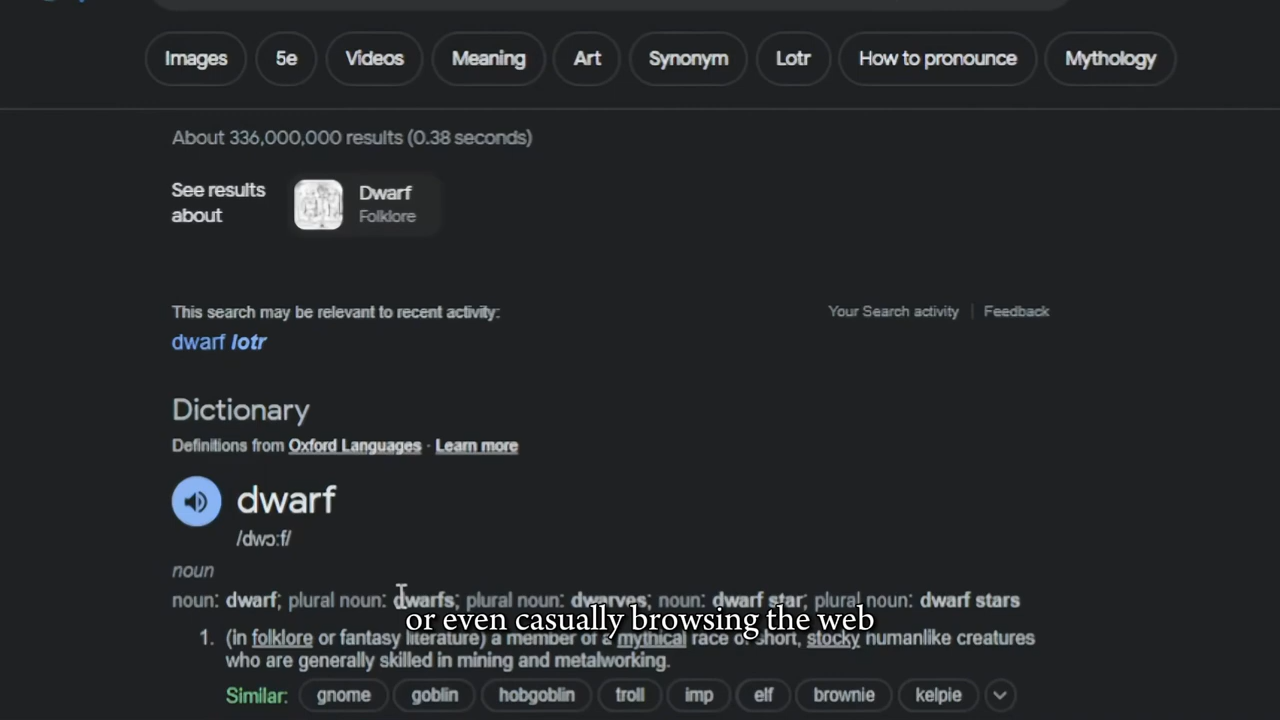 Images 5e Videos Meaning Art Synonym Lotr How to pronounce Mythology
About 336,000,000 results (0.38 seconds)
See results about
Dwarf
Folklore
This search may be relevant to recent activity:
Your Search activity | Feedback
dwarf lotr
Dictionary
Definitions from Oxford Languages · Learn more
dwarf
/dwɔːf/
noun
noun: dwarf; plural noun: dwarfs; plural noun: dwarves; noun: dwarf star; plural noun: dwarf stars
or even casually browsing the web
1. (in folklore or fantasy literature) a member of a mythical race of short, stocky humanlike creatures
who are generally skilled in mining and metalworking.
Similar: gnome goblin hobgoblin troll imp elf brownie kelpie